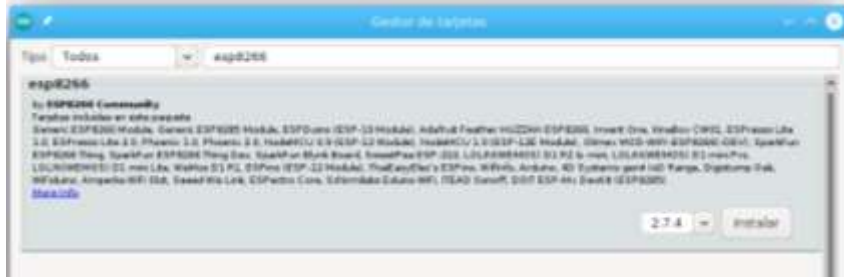 Gestor de tarjetas
Tipo Todos esp8266
esp8266
by ESP8266 Community
Tarjetas incluidas en este paquete
Generic ESP8266 Module, Generic ESP8285 Module, ESPDuino (ESP-13 Module), Adafruit Feather HUZZAH ESP8266, Invent One, XinaBox CW01, ESPresso Lite
1.0, ESPresso Lite 2.0, Phoenix 1.0, Phoenix 2.0, NodeMCU 0.9 (ESP-12 Module), NodeMCU 1.0 (ESP-12E Module), Olimex MOD-WIFI-ESP8266(-DEV), SparkFun
ESP8266 Thing, SparkFun ESP8266 Thing Dev, SparkFun Blynk Board, SweetPea ESP-210, LOLIN(WEMOS) D1 R2 & mini, LOLIN(WEMOS) D1 mini Pro,
LOLIN(WEMOS) D1 mini Lite, WeMos D1 R1, ESPino (ESP-12 Module), ThaiEasyElec's ESPino, WifInfo, Arduino, 4D Systems gen4 IoD Range, Digistump Oak,
WiFiduino, Amperka WiFi Slot, Seeed Wio Link, ESPectro Core, Schirmilabs Eduino WiFi, ITEAD Sonoff, DOIT ESP-Mx DevKit (ESP8285)
More Info
2.7.4 Instalar